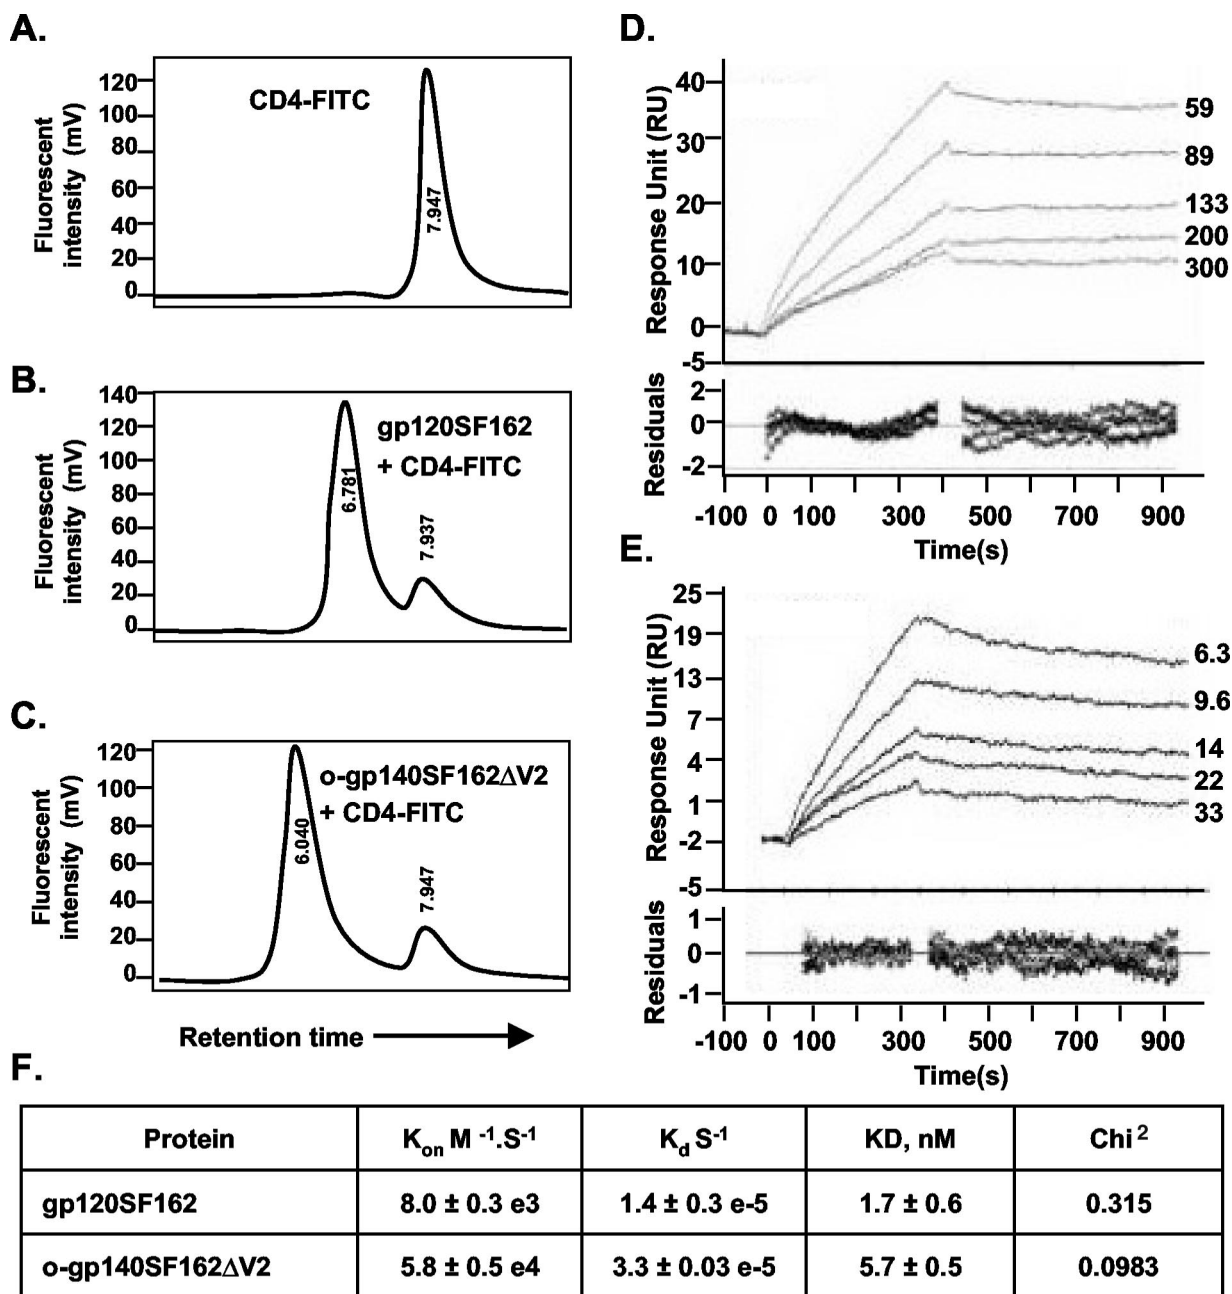 A.
CD4-FITC
Fluorescent
intensity (mV)
120
100
80
60
40
20
0
7.947
B.
gp120SF162
+ CD4-FITC
Fluorescent
intensity (mV)
140
120
100
80
60
40
20
0
6.781
7.937
C.
o-gp140SF162ΔV2
+ CD4-FITC
Fluorescent
intensity (mV)
120
100
80
60
40
20
0
6.040
7.947
Retention time
D.
Response Unit (RU)
40
30
20
10
0
-5
59
89
133
200
300
Residuals
2
0
-2
-100 0 100 300 500 700 900
Time(s)
E.
Response Unit (RU)
25
19
13
7
4
1
-2
-5
6.3
9.6
14
22
33
Residuals
1
0
-1
-100 0 100 300 500 700 900
Time(s)
F.
Protein Kon M -1.S-1 Kd S-1 KD, nM Chi 2
gp120SF162 8.0 ± 0.3 e3 1.4 ± 0.3 e-5 1.7 ± 0.6 0.315
o-gp140SF162ΔV2 5.8 ± 0.5 e4 3.3 ± 0.03 e-5 5.7 ± 0.5 0.0983